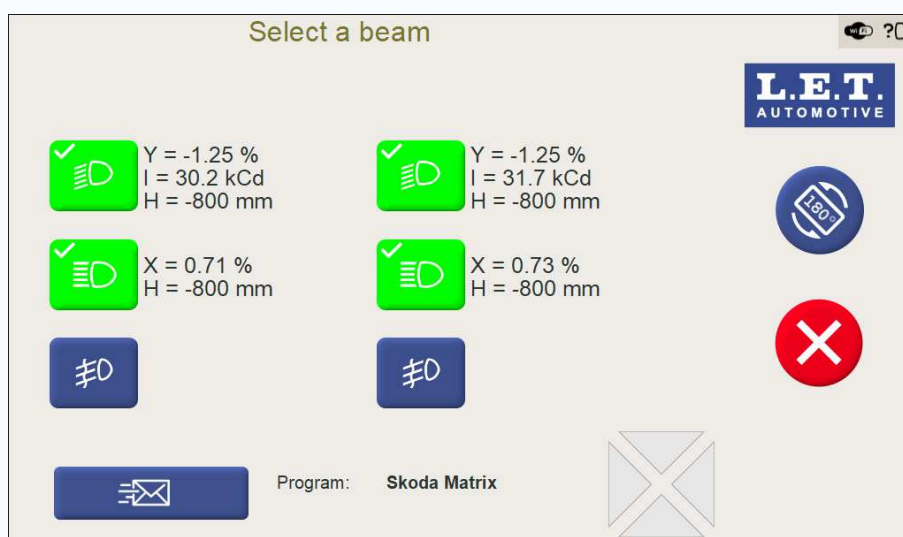 Select a beam
WiFi ?
L.E.T.
AUTOMOTIVE
Y = -1.25 %
I = 30.2 kCd
H = -800 mm
Y = -1.25 %
I = 31.7 kCd
H = -800 mm
180°
X = 0.71 %
H = -800 mm
X = 0.73 %
H = -800 mm
Program: Skoda Matrix